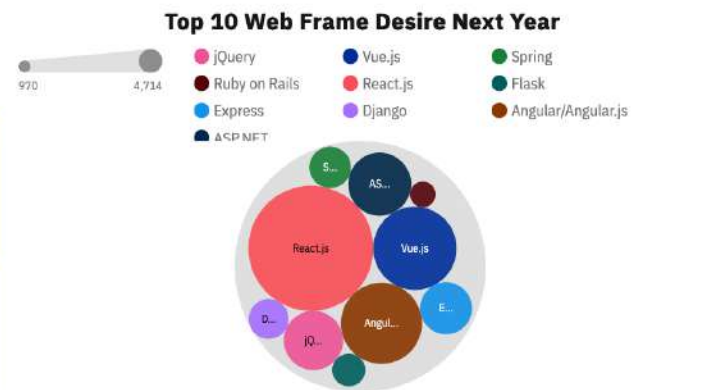 Top 10 Web Frame Desire Next Year
970
4,714
jQuery
Vue.js
Spring
Ruby on Rails
React.js
Flask
Express
Django
Angular/Angular.js
ASP.NET
S...
AS...
React.js
Vue.js
E...
D...
jQ...
Angul...